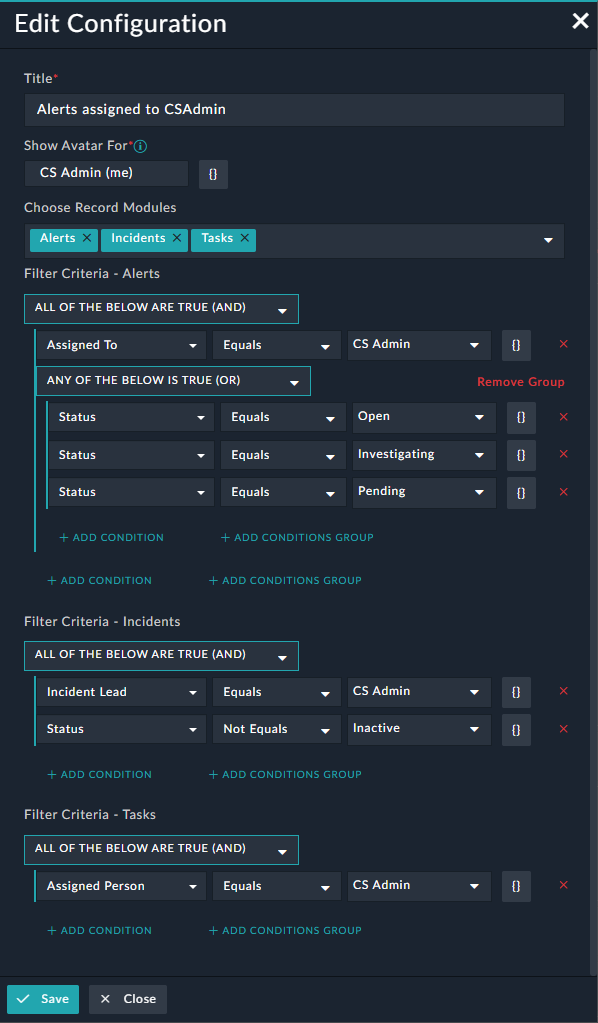 Edit Configuration ✕
Title*
Alerts assigned to CSAdmin
Show Avatar For*
CS Admin (me) {}
Choose Record Modules
Alerts ✕ Incidents ✕ Tasks ✕
Filter Criteria - Alerts
ALL OF THE BELOW ARE TRUE (AND)
Assigned To Equals CS Admin {} ✕
ANY OF THE BELOW IS TRUE (OR) Remove Group
Status Equals Open {} ✕
Status Equals Investigating {} ✕
Status Equals Pending {} ✕
+ ADD CONDITION + ADD CONDITIONS GROUP
+ ADD CONDITION + ADD CONDITIONS GROUP
Filter Criteria - Incidents
ALL OF THE BELOW ARE TRUE (AND)
Incident Lead Equals CS Admin {} ✕
Status Not Equals Inactive {} ✕
+ ADD CONDITION + ADD CONDITIONS GROUP
Filter Criteria - Tasks
ALL OF THE BELOW ARE TRUE (AND)
Assigned Person Equals CS Admin {} ✕
+ ADD CONDITION + ADD CONDITIONS GROUP
✓ Save ✕ Close